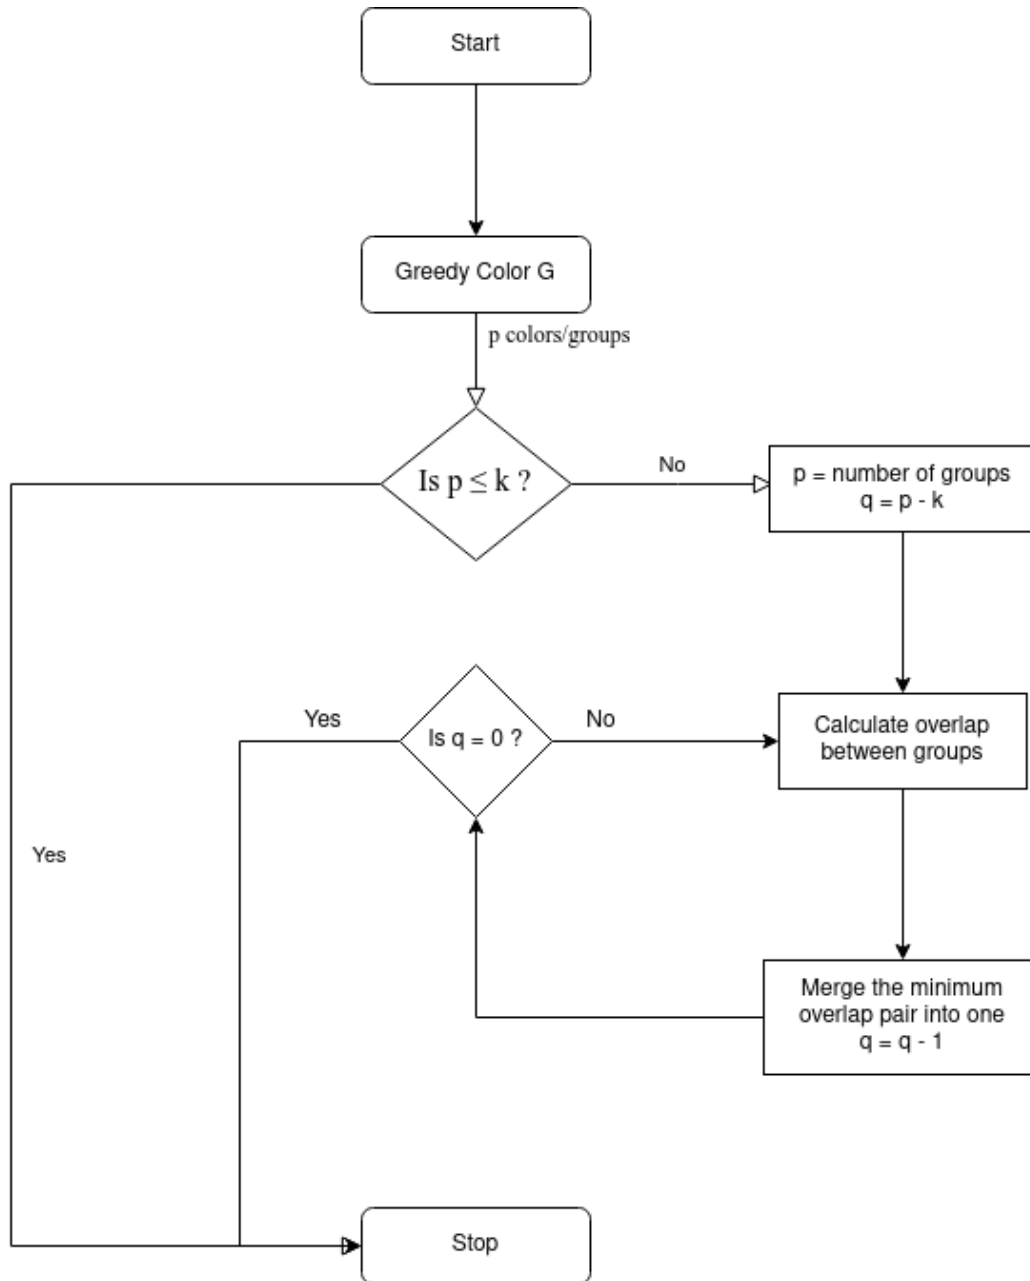 Start
Greedy Color G
p colors/groups
Is p ≤ k ?
No
p = number of groups
q = p - k
Yes
Is q = 0 ?
No
Calculate overlap
between groups
Yes
Merge the minimum
overlap pair into one
q = q - 1
Stop